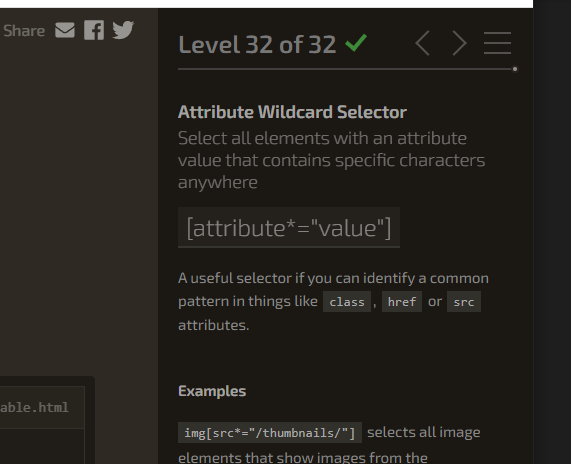 Share
Level 32 of 32
Attribute Wildcard Selector
Select all elements with an attribute
value that contains specific characters
anywhere
[attribute*="value"]
A useful selector if you can identify a common
pattern in things like class , href or src
attributes.
able.html
Examples
img[src*="/thumbnails/"] selects all image
elements that show images from the